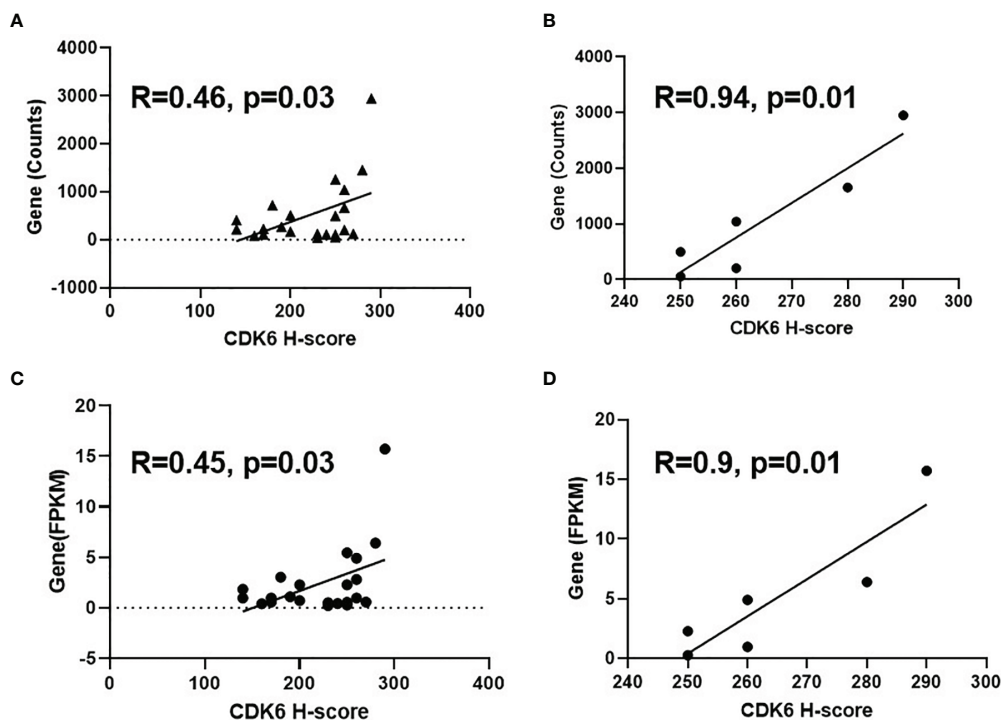 A
4000
3000
2000
1000
0
-1000
R=0.46, p=0.03
Gene (Counts)
0
100
200
300
400
CDK6 H-score
B
4000
3000
2000
1000
0
R=0.94, p=0.01
Gene (Counts)
240
250
260
270
280
290
300
CDK6 H-score
C
20
15
10
5
0
-5
R=0.45, p=0.03
Gene(FPKM)
0
100
200
300
400
CDK6 H-score
D
20
15
10
5
0
R=0.9, p=0.01
Gene (FPKM)
240
250
260
270
280
290
300
CDK6 H-score